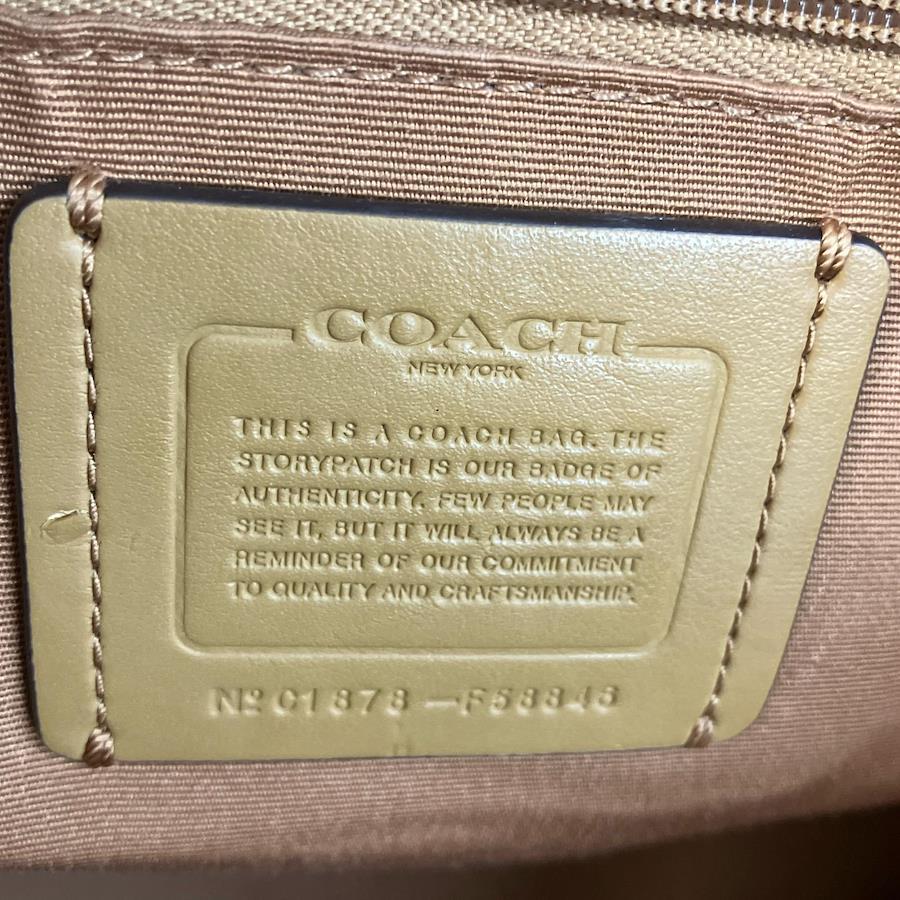 COACH
NEW YORK
THIS IS A COACH BAG. THE
STORYPATCH IS OUR BADGE OF
AUTHENTICITY. FEW PEOPLE MAY
SEE IT, BUT IT WILL ALWAYS BE A
REMINDER OF OUR COMMITMENT
TO QUALITY AND CRAFTSMANSHIP.
Nº C1878 – F58846